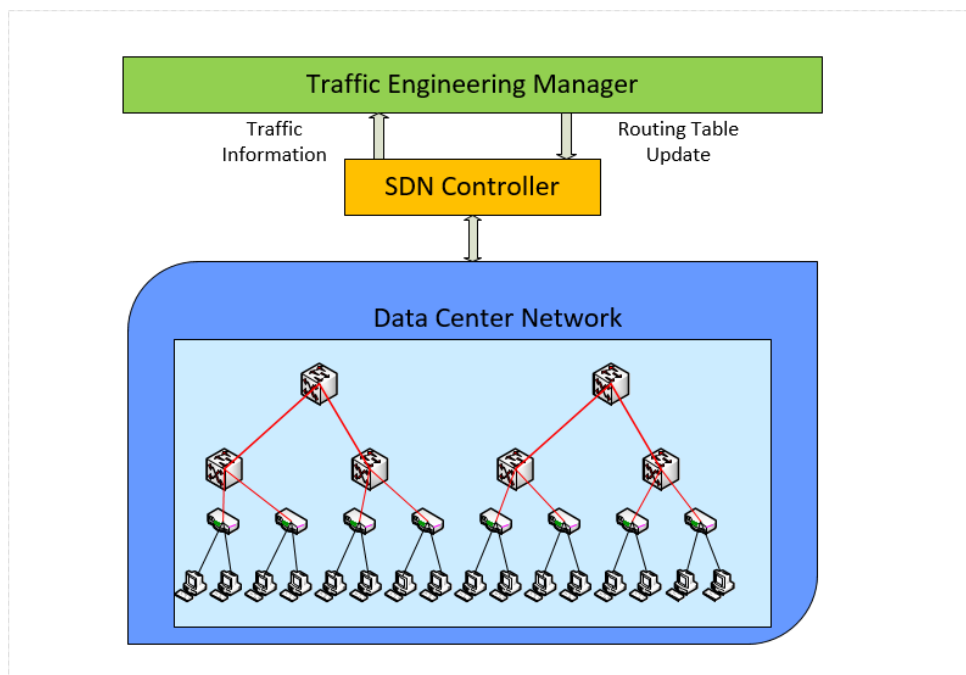 Traffic Engineering Manager
Traffic
Information
Routing Table
Update
SDN Controller
Data Center Network